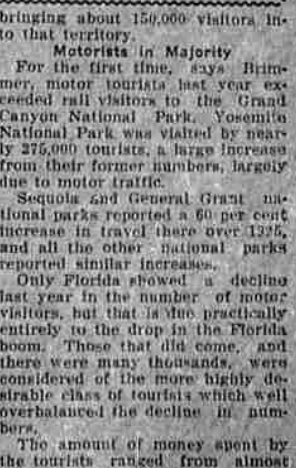 bringing about 150,000 visitors in-
to that territory.
Motorists in Majority
For the first time, says Brim-
mer, motor tourists last year ex-
ceeded rail visitors to the Grand
Canyon National Park. Yosemite
National Park was visited by near-
ly 275,000 tourists, a large increase
from their former numbers, largely
due to motor traffic.
Sequoia and General Grant na-
tional parks reported a 60 per cent
increase in travel there over 1925,
and all the other national parks
reported similar increases.
Only Florida showed a decline
last year in the number of motor
visitors, but that is due practically
entirely to the drop in the Florida
boom. Those that did come, and
there were many thousands, were
considered of the more highly de-
sirable class of tourists which well
overbalanced the decline in num-
bers.
The amount of money spent by
the tourists ranged from almost